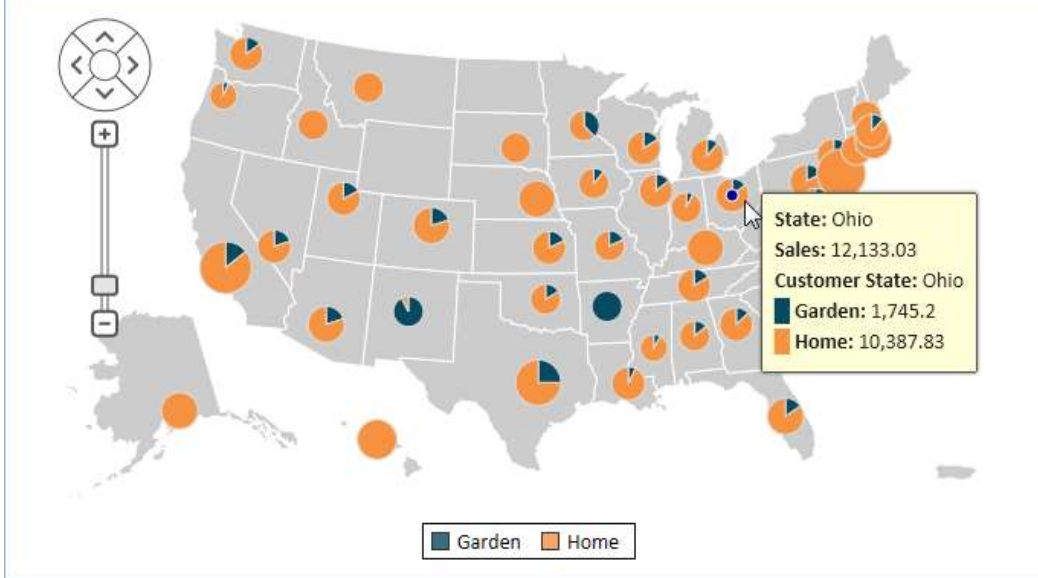 State: Ohio
Sales: 12,133.03
Customer State: Ohio
Garden: 1,745.2
Home: 10,387.83
Garden Home